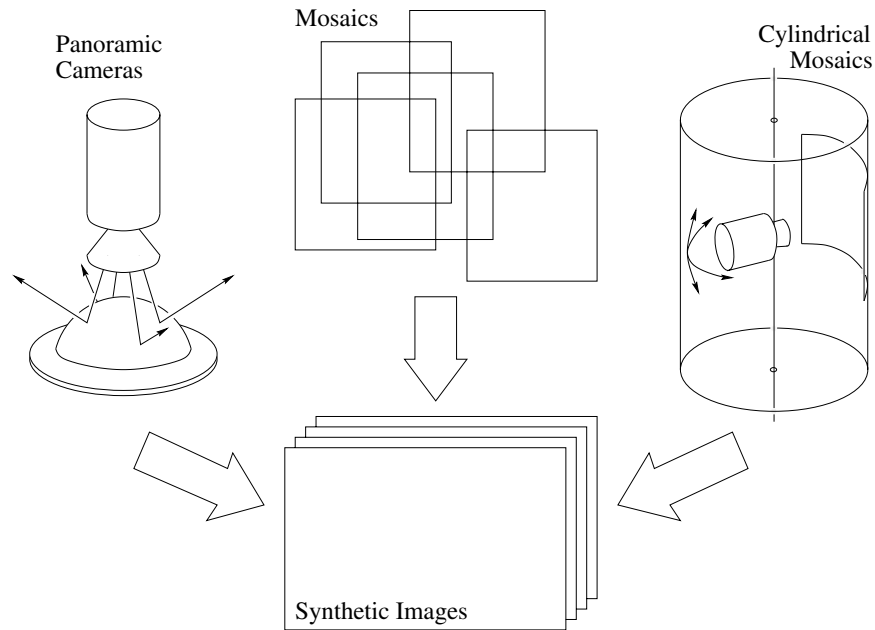 Panoramic
Cameras
Mosaics
Cylindrical
Mosaics
Synthetic Images